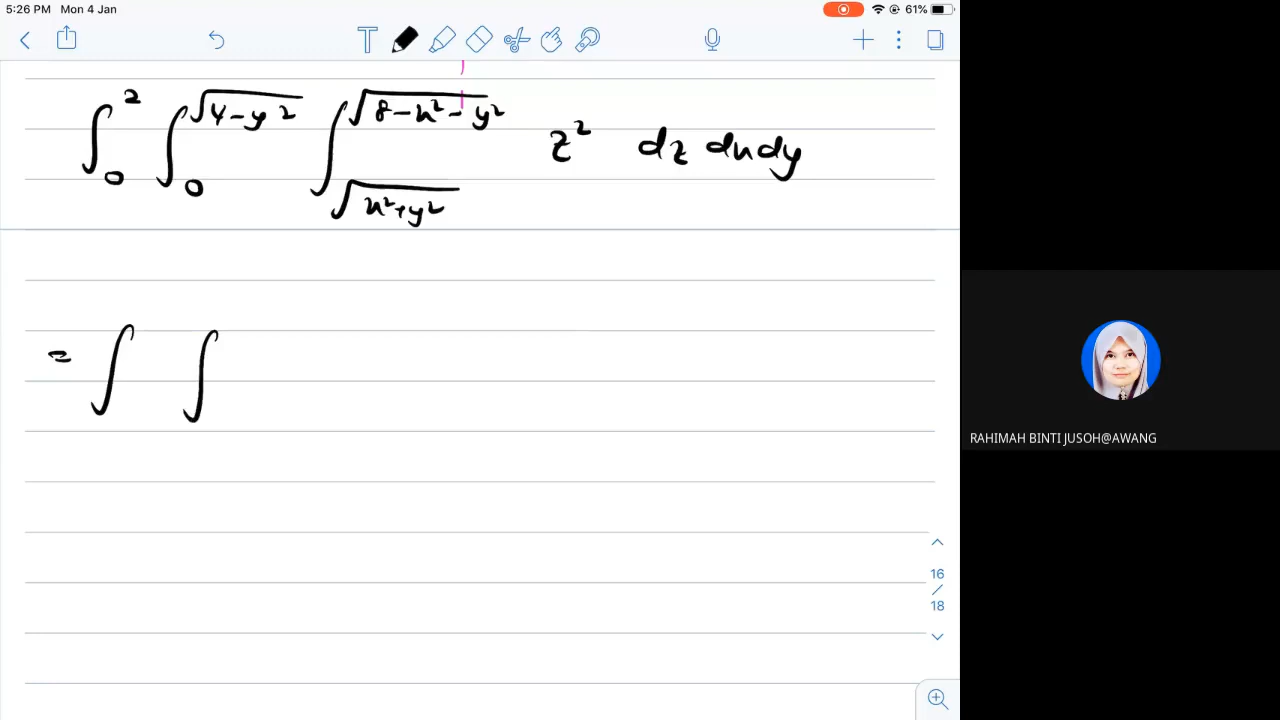 5:26 PM Mon 4 Jan 61%
∫₀² ∫₀^√(4-y²) ∫_√(x²+y²)^√(8-x²-y²) z² dz dx dy
= ∫ ∫
16
/
18
RAHIMAH BINTI JUSOH@AWANG